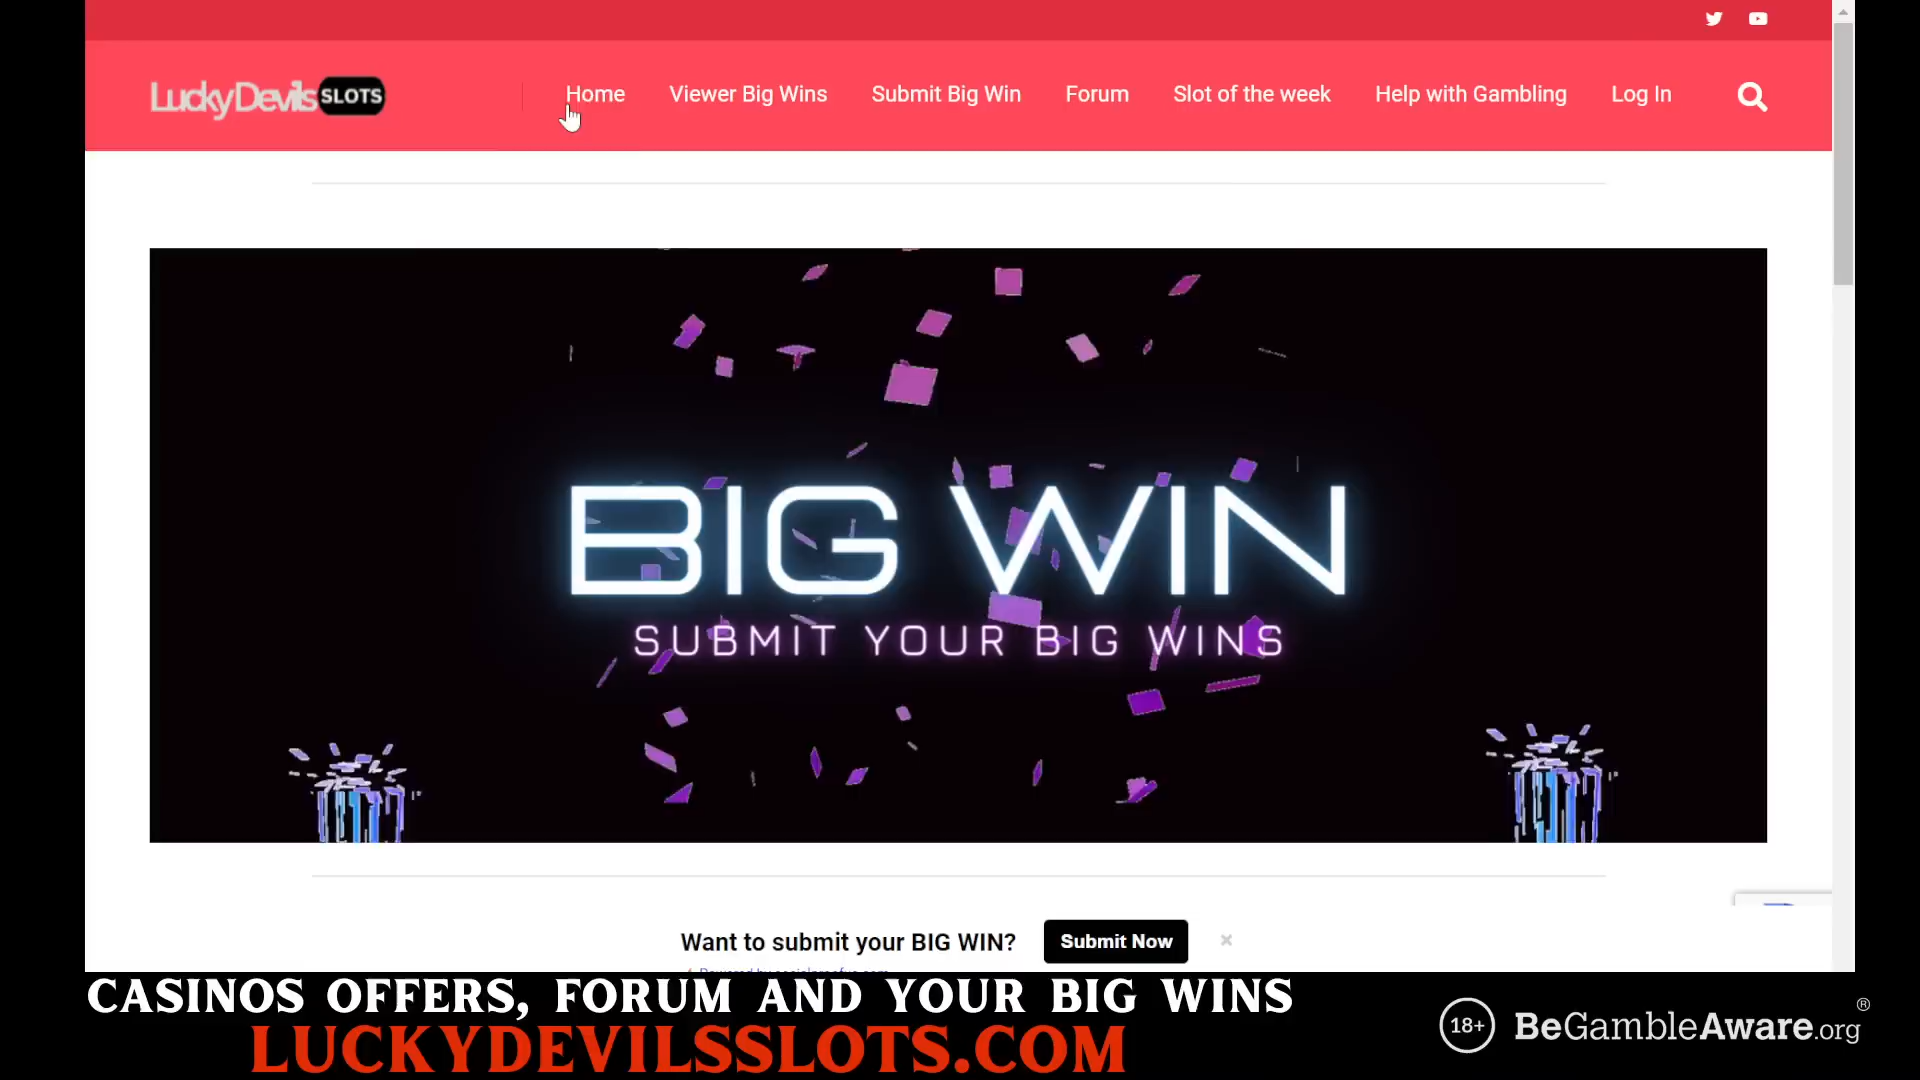 LuckyDevils SLOTS
Home Viewer Big Wins Submit Big Win Forum Slot of the week Help with Gambling Log In
BIG WIN
SUBMIT YOUR BIG WINS
Want to submit your BIG WIN? Submit Now ×
CASINOS OFFERS, FORUM AND YOUR BIG WINS
LUCKYDEVILSSLOTS.COM
18+ BeGambleAware.org ®